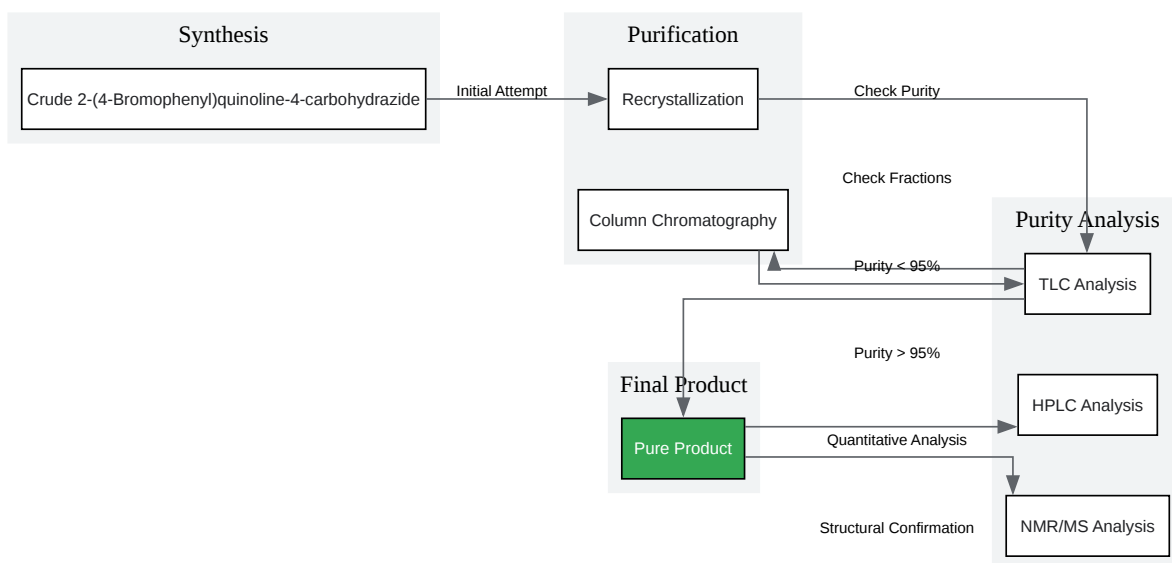 Synthesis
Purification
Crude 2-(4-Bromophenyl)quinoline-4-carbohydrazide
Initial Attempt
Recrystallization
Check Purity
Check Fractions
Column Chromatography
Purity Analysis
Purity < 95%
TLC Analysis
Purity > 95%
Final Product
HPLC Analysis
Pure Product
Quantitative Analysis
Structural Confirmation
NMR/MS Analysis